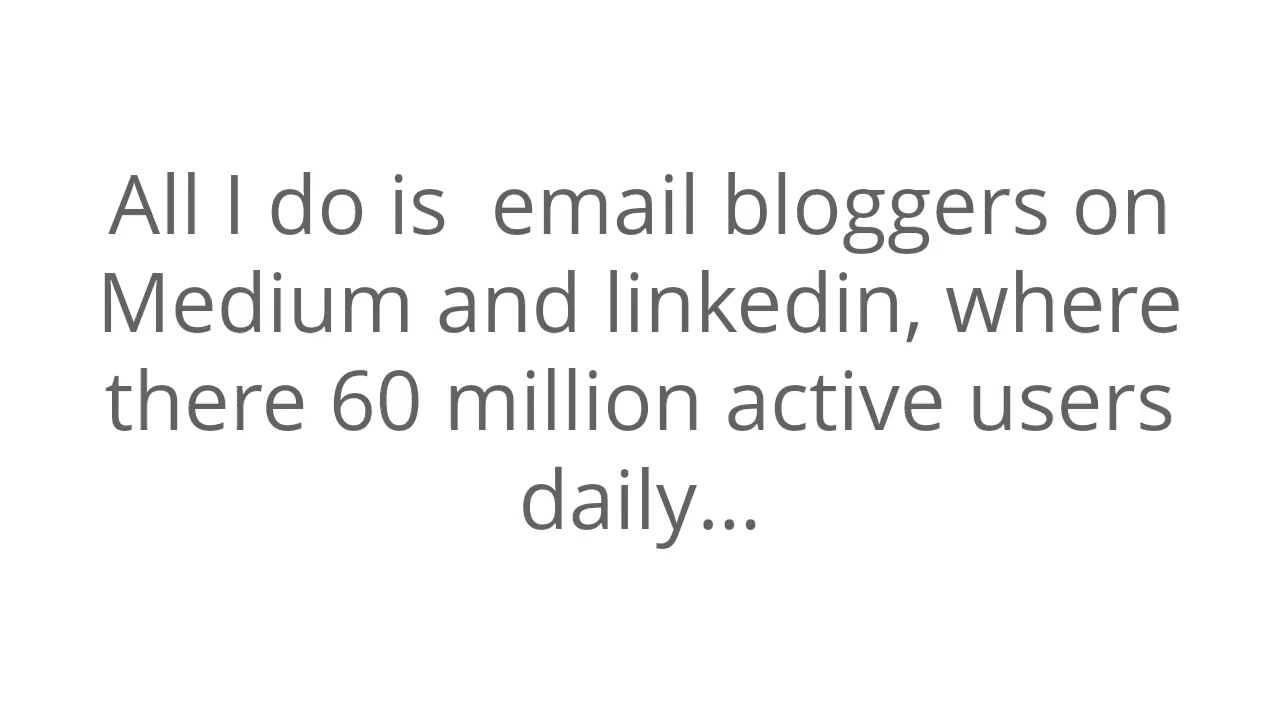 All I do is  email bloggers on
Medium and linkedin, where
there 60 million active users
daily...